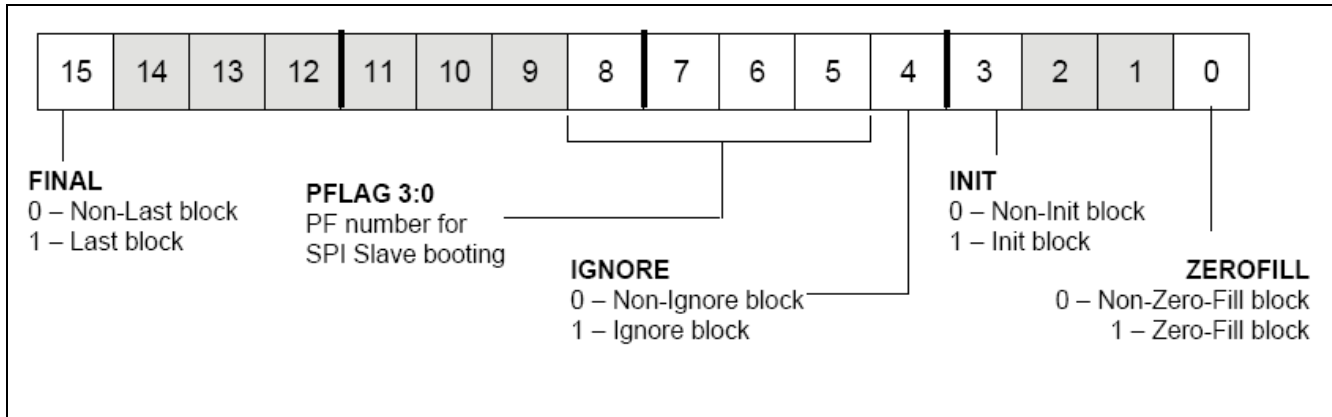 15 14 13 12 11 10 9 8 7 6 5 4 3 2 1 0
FINAL
0 – Non-Last block
1 – Last block
PFLAG 3:0
PF number for
SPI Slave booting
IGNORE
0 – Non-Ignore block
1 – Ignore block
INIT
0 – Non-Init block
1 – Init block
ZEROFILL
0 – Non-Zero-Fill block
1 – Zero-Fill block